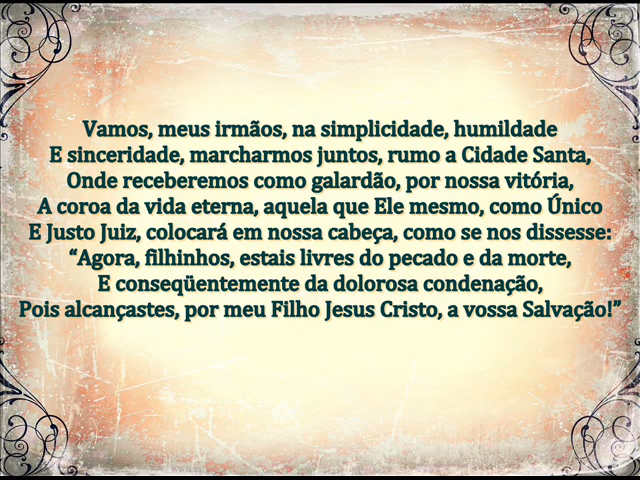 Vamos, meus irmãos, na simplicidade, humildade
E sinceridade, marcharmos juntos, rumo a Cidade Santa,
Onde receberemos como galardão, por nossa vitória,
A coroa da vida eterna, aquela que Ele mesmo, como Único
E Justo Juiz, colocará em nossa cabeça, como se nos dissesse:
“Agora, filhinhos, estais livres do pecado e da morte,
E conseqüentemente da dolorosa condenação,
Pois alcançastes, por meu Filho Jesus Cristo, a vossa Salvação!”